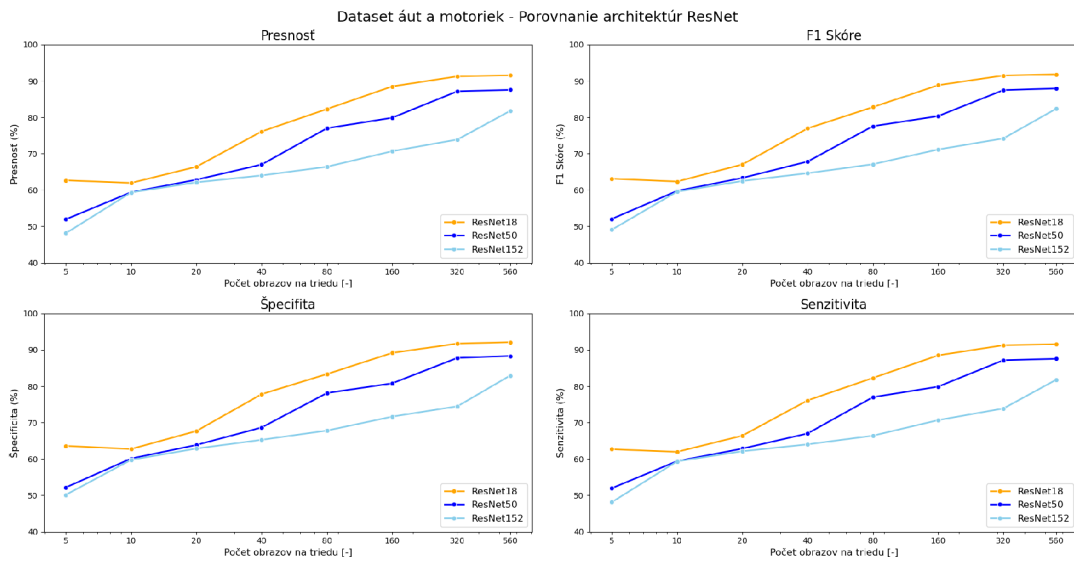 Dataset áut a motoriek - Porovnanie architektúr ResNet
Presnosť
Presnosť (%)
100
90
80
70
60
50
40
5 10 20 40 80 160 320 560
Počet obrazov na triedu [-]
ResNet18
ResNet50
ResNet152
F1 Skóre
F1 Skóre (%)
100
90
80
70
60
50
40
5 10 20 40 80 160 320 560
Počet obrazov na triedu [-]
ResNet18
ResNet50
ResNet152
Špecifita
Špecificita (%)
100
90
80
70
60
50
40
5 10 20 40 80 160 320 560
Počet obrazov na triedu [-]
ResNet18
ResNet50
ResNet152
Senzitivita
Senzitivita (%)
100
90
80
70
60
50
40
5 10 20 40 80 160 320 560
Počet obrazov na triedu [-]
ResNet18
ResNet50
ResNet152